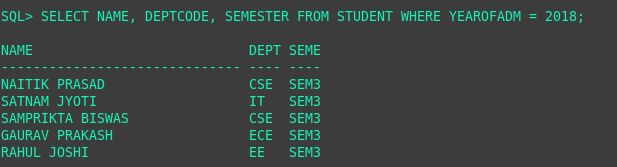 SQL> SELECT NAME, DEPTCODE, SEMESTER FROM STUDENT WHERE YEAROFADM = 2018;
NAME                           DEPT SEME
------------------------------ ---- ----
NAITIK PRASAD                  CSE  SEM3
SATNAM JYOTI                   IT   SEM3
SAMPRIKTA BISWAS               CSE  SEM3
GAURAV PRAKASH                 ECE  SEM3
RAHUL JOSHI                    EE   SEM3